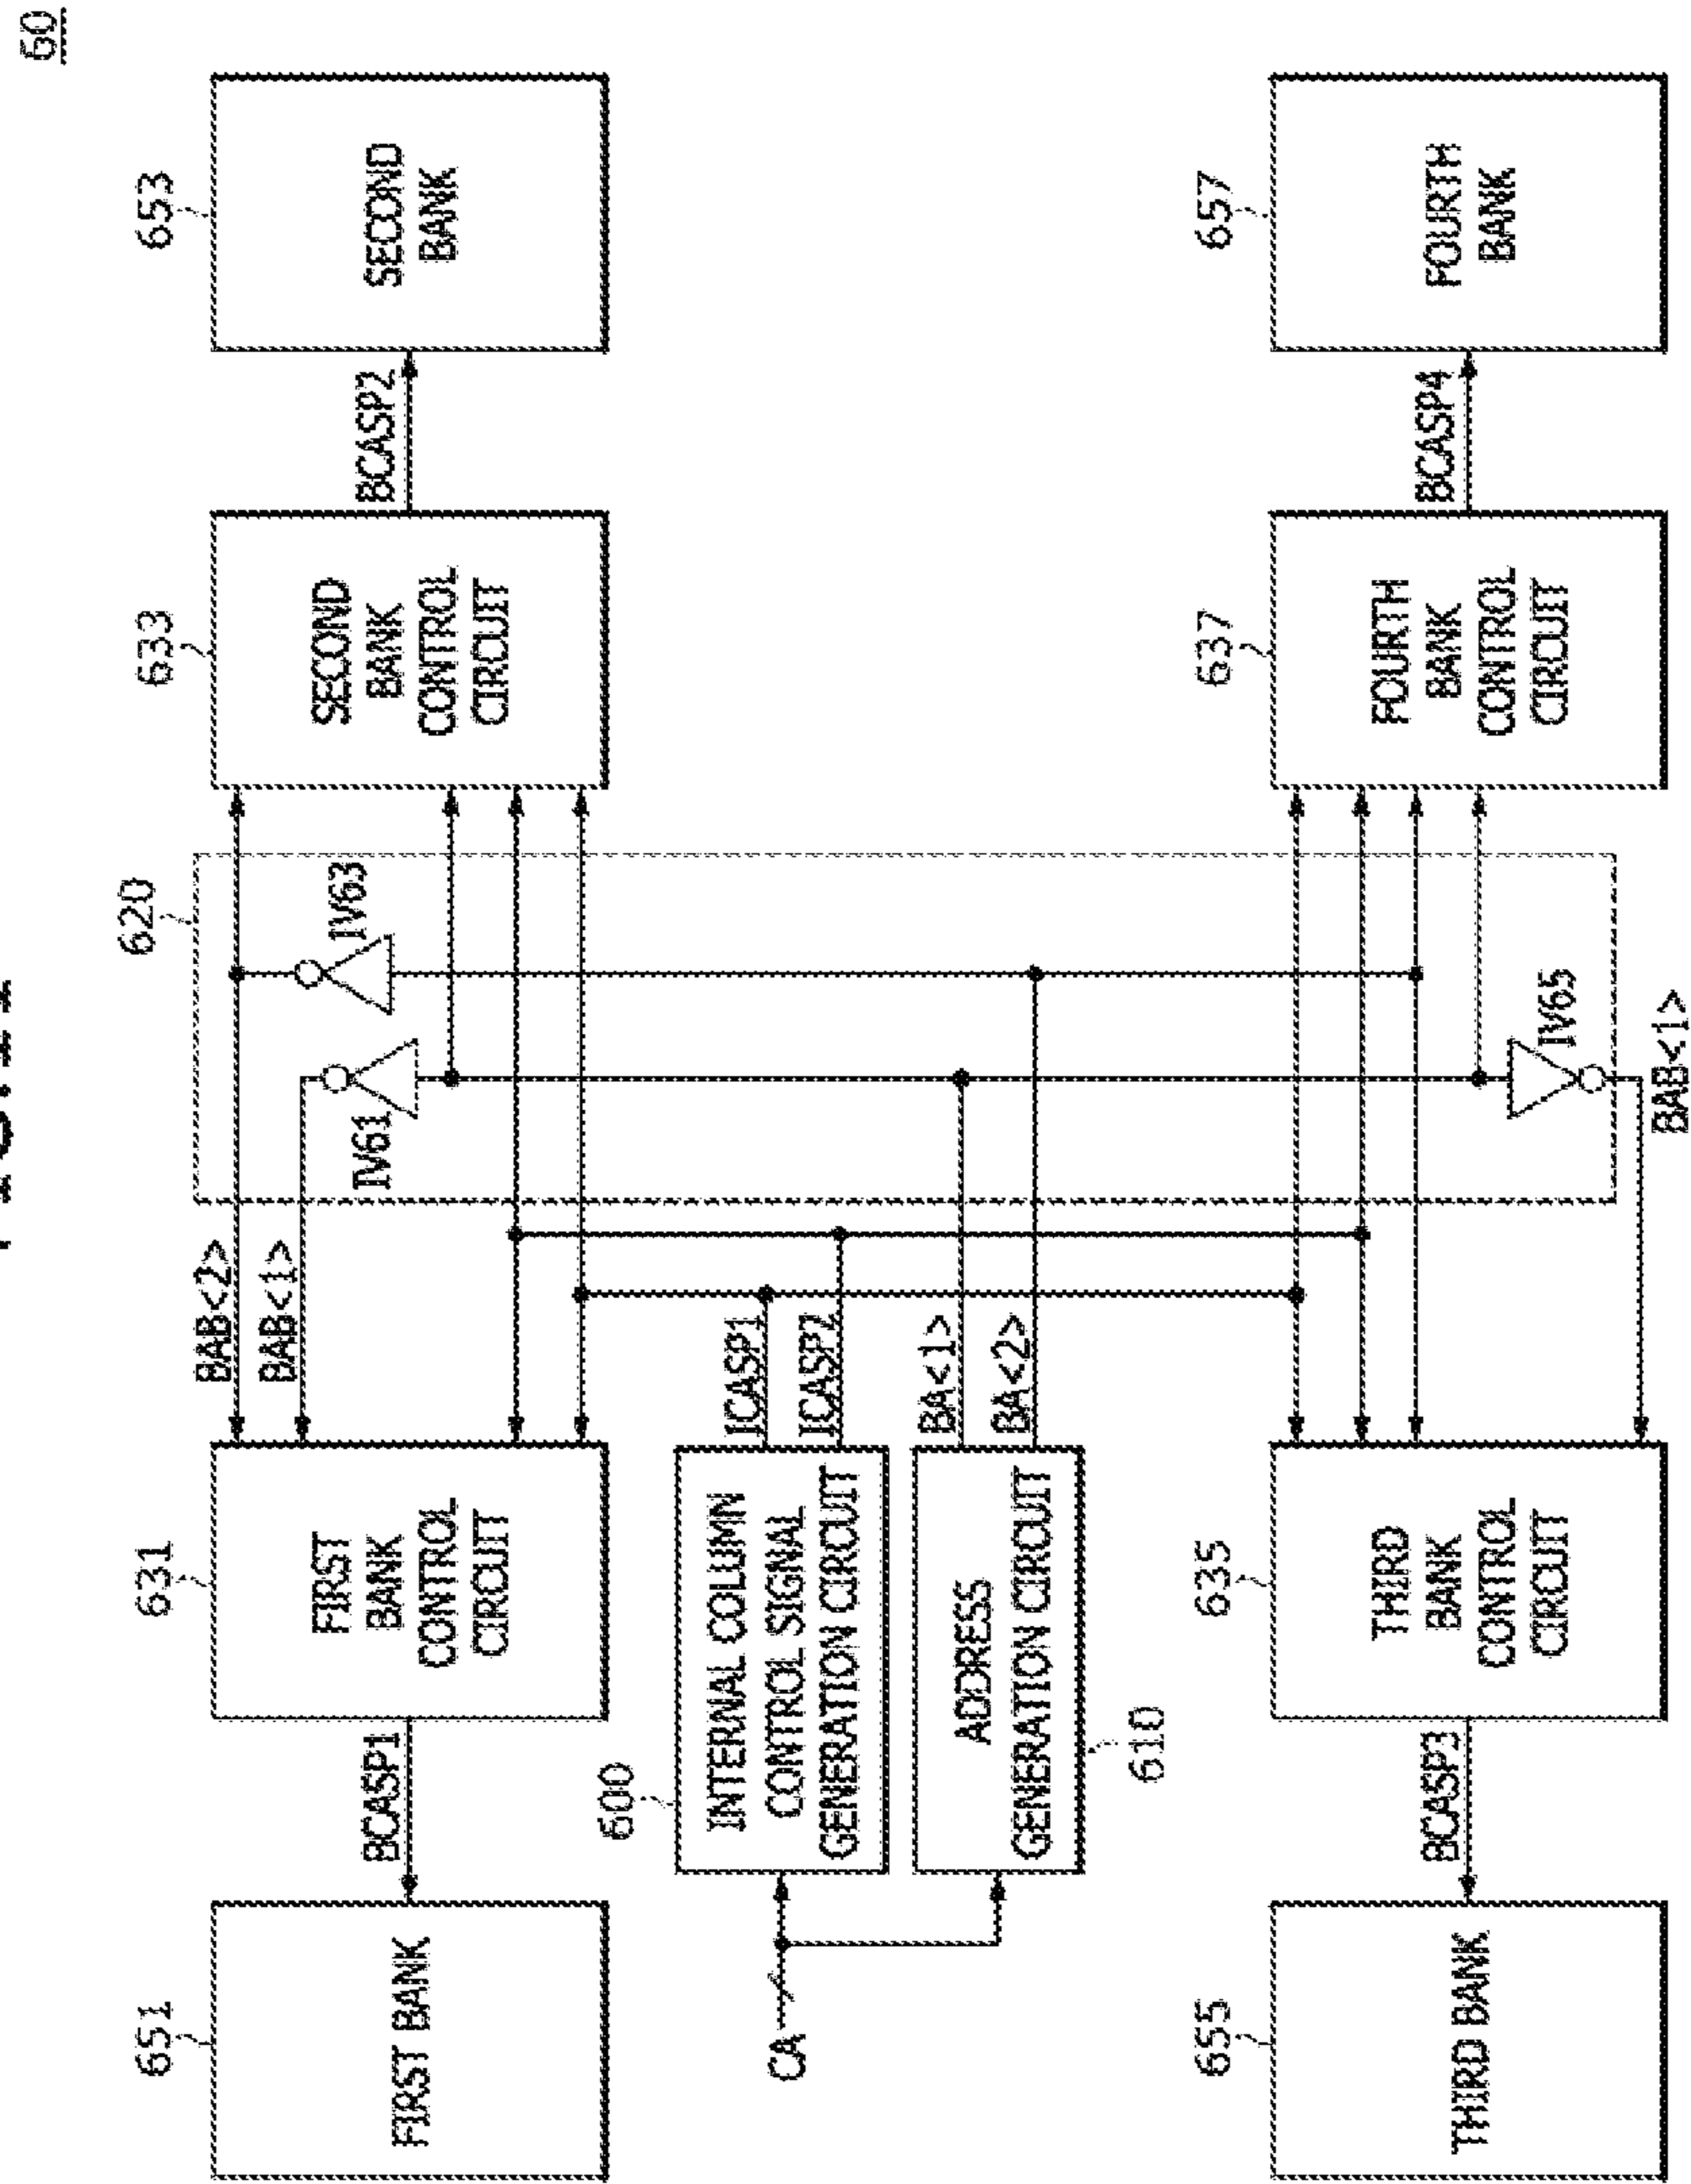 60
651
FIRST BANK
BCASP1
631
FIRST
BANK
CONTROL
CIRCUIT
BAB<2>
BAB<1>
620
IV61
IV63
633
SECOND
BANK
CONTROL
CIRCUIT
BCASP2
653
SECOND
BANK
CA
600
INTERNAL COLUMN
CONTROL SIGNAL
GENERATION CIRCUIT
ICASP1
ICASP2
ADDRESS
GENERATION CIRCUIT
610
BA<1>
BA<2>
655
THIRD BANK
BCASP3
635
THIRD
BANK
CONTROL
CIRCUIT
IV65
BAB<1>
637
FOURTH
BANK
CONTROL
CIRCUIT
BCASP4
657
FOURTH
BANK